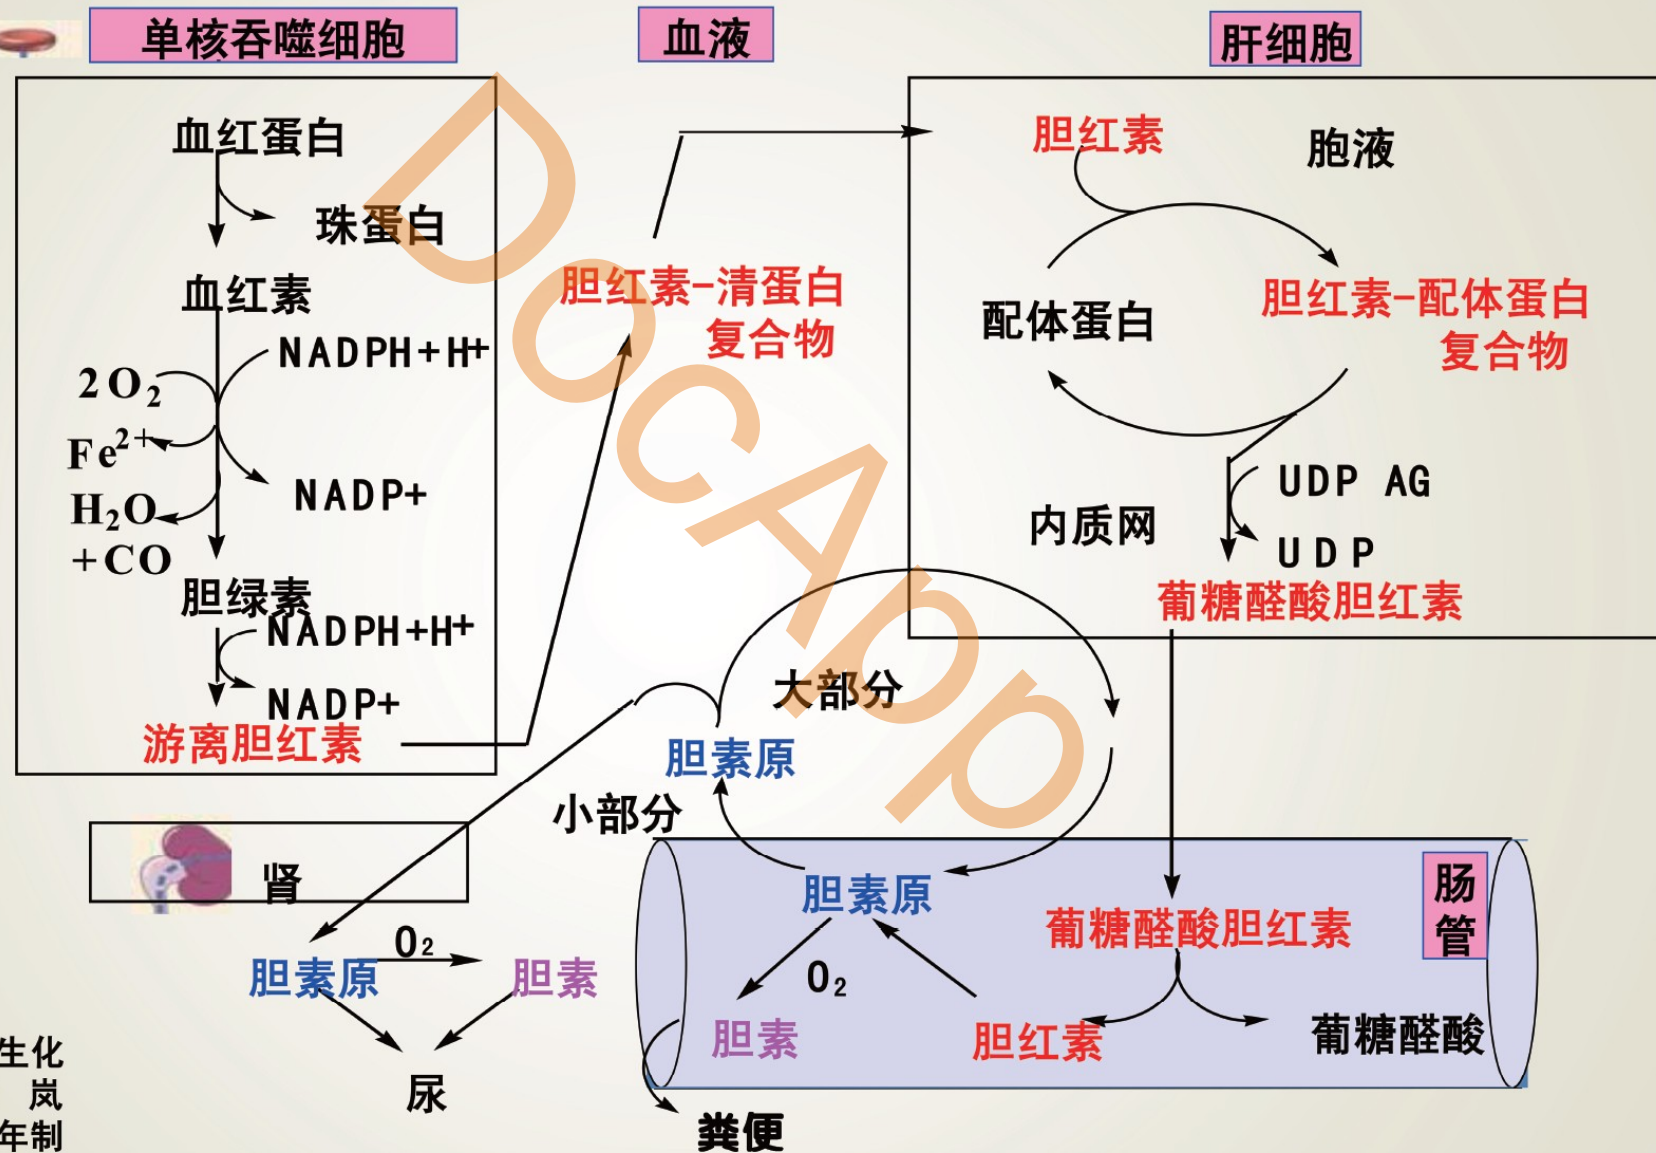 单核吞噬细胞
血液
肝细胞
血红蛋白
珠蛋白
血红素
NADPH+H+
2O₂
Fe²⁺
NADP+
H₂O
+CO
胆绿素
NADPH+H+
NADP+
游离胆红素
胆红素-清蛋白
复合物
胆红素
胞液
配体蛋白
胆红素-配体蛋白
复合物
UDP AG
内质网
UDP
葡糖醛酸胆红素
大部分
胆素原
小部分
肾
胆素原
O₂
胆素
尿
肠
管
胆素原
葡糖醛酸胆红素
O₂
胆素
胆红素
葡糖醛酸
粪便
生化
岚
年制
DocApp